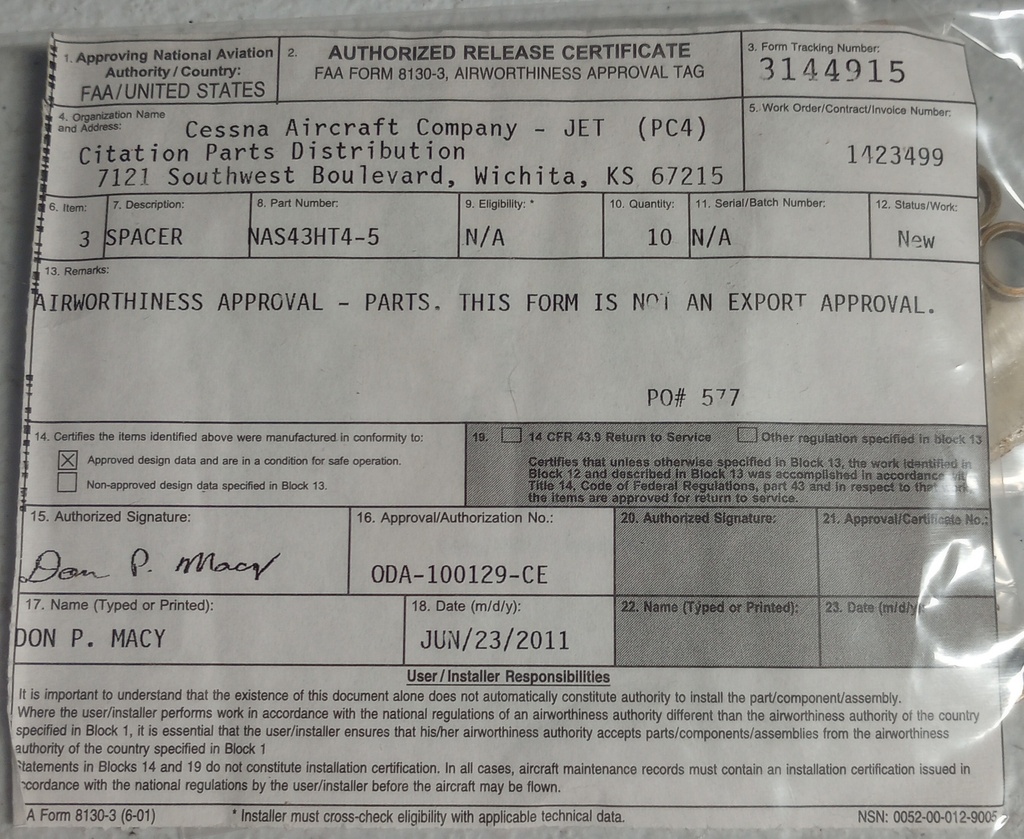 1. Approving National Aviation
Authority / Country:
FAA/UNITED STATES
2. AUTHORIZED RELEASE CERTIFICATE
FAA FORM 8130-3, AIRWORTHINESS APPROVAL TAG
3. Form Tracking Number:
3144915
4. Organization Name
and Address:
Cessna Aircraft Company - JET (PC4)
Citation Parts Distribution
7121 Southwest Boulevard, Wichita, KS 67215
5. Work Order/Contract/Invoice Number:
1423499
6. Item:
3
7. Description:
SPACER
8. Part Number:
NAS43HT4-5
9. Eligibility: *
N/A
10. Quantity:
10
11. Serial/Batch Number:
N/A
12. Status/Work:
New
13. Remarks:
AIRWORTHINESS APPROVAL - PARTS. THIS FORM IS NOT AN EXPORT APPROVAL.
PO# 577
14. Certifies the items identified above were manufactured in conformity to:
Approved design data and are in a condition for safe operation.
Non-approved design data specified in Block 13.
19. 14 CFR 43.9 Return to Service Other regulation specified in block 13
Certifies that unless otherwise specified in Block 13, the work identified in
Block 12 and described in Block 13 was accomplished in accordance with
Title 14, Code of Federal Regulations, part 43 and in respect to that work,
the items are approved for return to service.
15. Authorized Signature:
Don P. Macy
16. Approval/Authorization No.:
ODA-100129-CE
20. Authorized Signature:
21. Approval/Certificate No.:
17. Name (Typed or Printed):
DON P. MACY
18. Date (m/d/y):
JUN/23/2011
22. Name (Typed or Printed):
23. Date (m/d/y)
User / Installer Responsibilities
It is important to understand that the existence of this document alone does not automatically constitute authority to install the part/component/assembly.
Where the user/installer performs work in accordance with the national regulations of an airworthiness authority different than the airworthiness authority of the country
specified in Block 1, it is essential that the user/installer ensures that his/her airworthiness authority accepts parts/components/assemblies from the airworthiness
authority of the country specified in Block 1
Statements in Blocks 14 and 19 do not constitute installation certification. In all cases, aircraft maintenance records must contain an installation certification issued in
accordance with the national regulations by the user/installer before the aircraft may be flown.
A Form 8130-3 (6-01)
* Installer must cross-check eligibility with applicable technical data.
NSN: 0052-00-012-9005